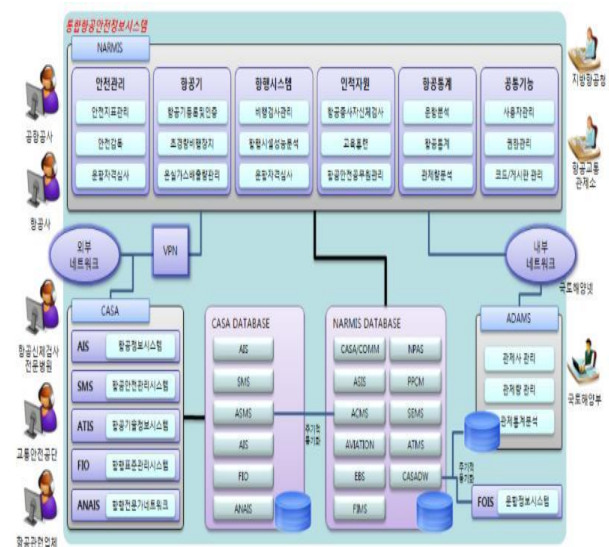 통합항공안전정보시스템
NARMIS
안전관리
안전지표관리
안전감독
운항자격심사
항공기
항공기등록및인증
초경량비행장치
온실가스배출량관리
항행시스템
비행검사관리
항행시설성능분석
운항자격심사
인적자원
항공종사자신체검사
교육훈련
항공안전공무원관리
항공통계
운항분석
항공통계
관제량분석
공통기능
사용자관리
권한관리
코드/게시판 관리
공항공사
항공사
항공신체검사
전문병원
교통안전공단
항공관련업체
지방항공청
항공교통
관제소
국토해양부
외부
네트워크
VPN
내부
네트워크
국토해양넷
CASA
AIS
항공정보시스템
SMS
항공안전관리시스템
ATIS
항공기술정보시스템
FIO
항행표준관리시스템
ANAIS
항행전문가네트워크
CASA DATABASE
AIS
SMS
ASMS
AIS
FIO
ANAIS
주기적
동기화
NARMIS DATABASE
CASA/COMM
NPAS
ASIS
PPCM
ACMS
SEMS
AVIATION
ATMS
EBS
CASADW
FIMS
주기적
동기화
ADAMS
관제사 관리
관제량 관리
관제통계분석
FOIS
운항정보시스템